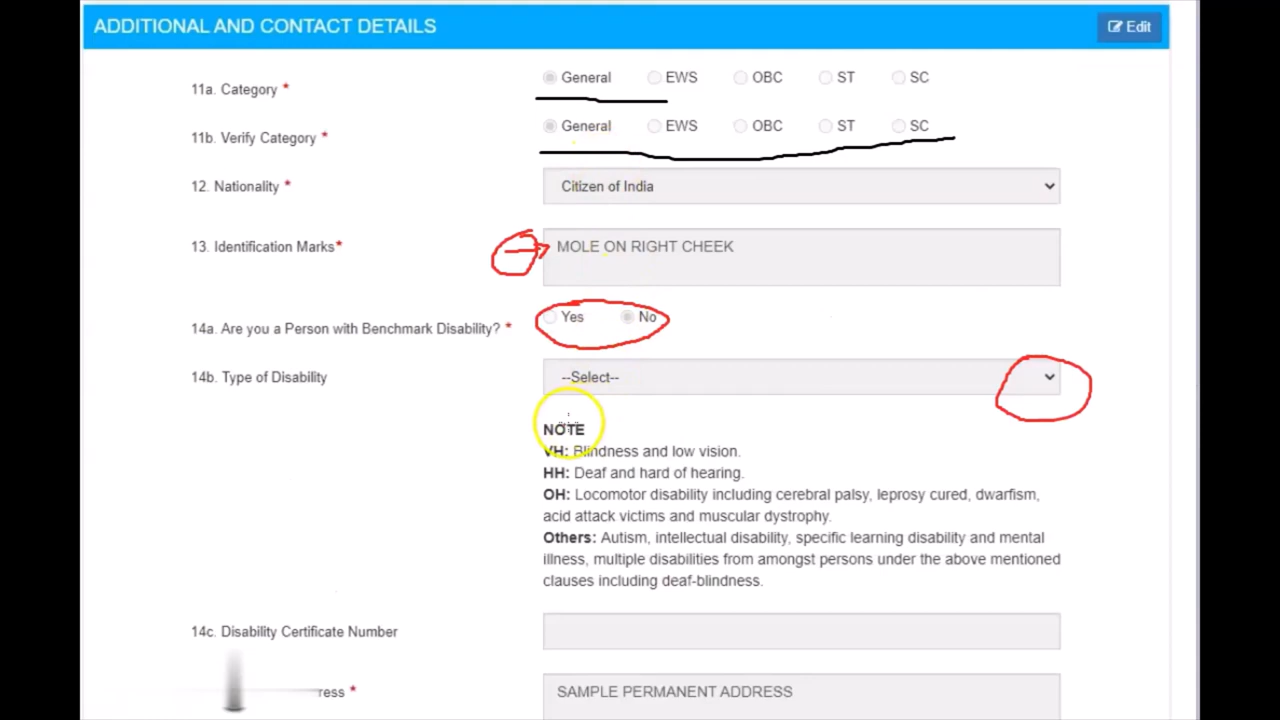 ADDITIONAL AND CONTACT DETAILS Edit
11a. Category * General EWS OBC ST SC
11b. Verify Category * General EWS OBC ST SC
12. Nationality * Citizen of India
13. Identification Marks* MOLE ON RIGHT CHEEK
14a. Are you a Person with Benchmark Disability? * Yes No
14b. Type of Disability --Select--
NOTE
VH: Blindness and low vision.
HH: Deaf and hard of hearing.
OH: Locomotor disability including cerebral palsy, leprosy cured, dwarfism,
acid attack victims and muscular dystrophy.
Others: Autism, intellectual disability, specific learning disability and mental
illness, multiple disabilities from amongst persons under the above mentioned
clauses including deaf-blindness.
14c. Disability Certificate Number
ress * SAMPLE PERMANENT ADDRESS